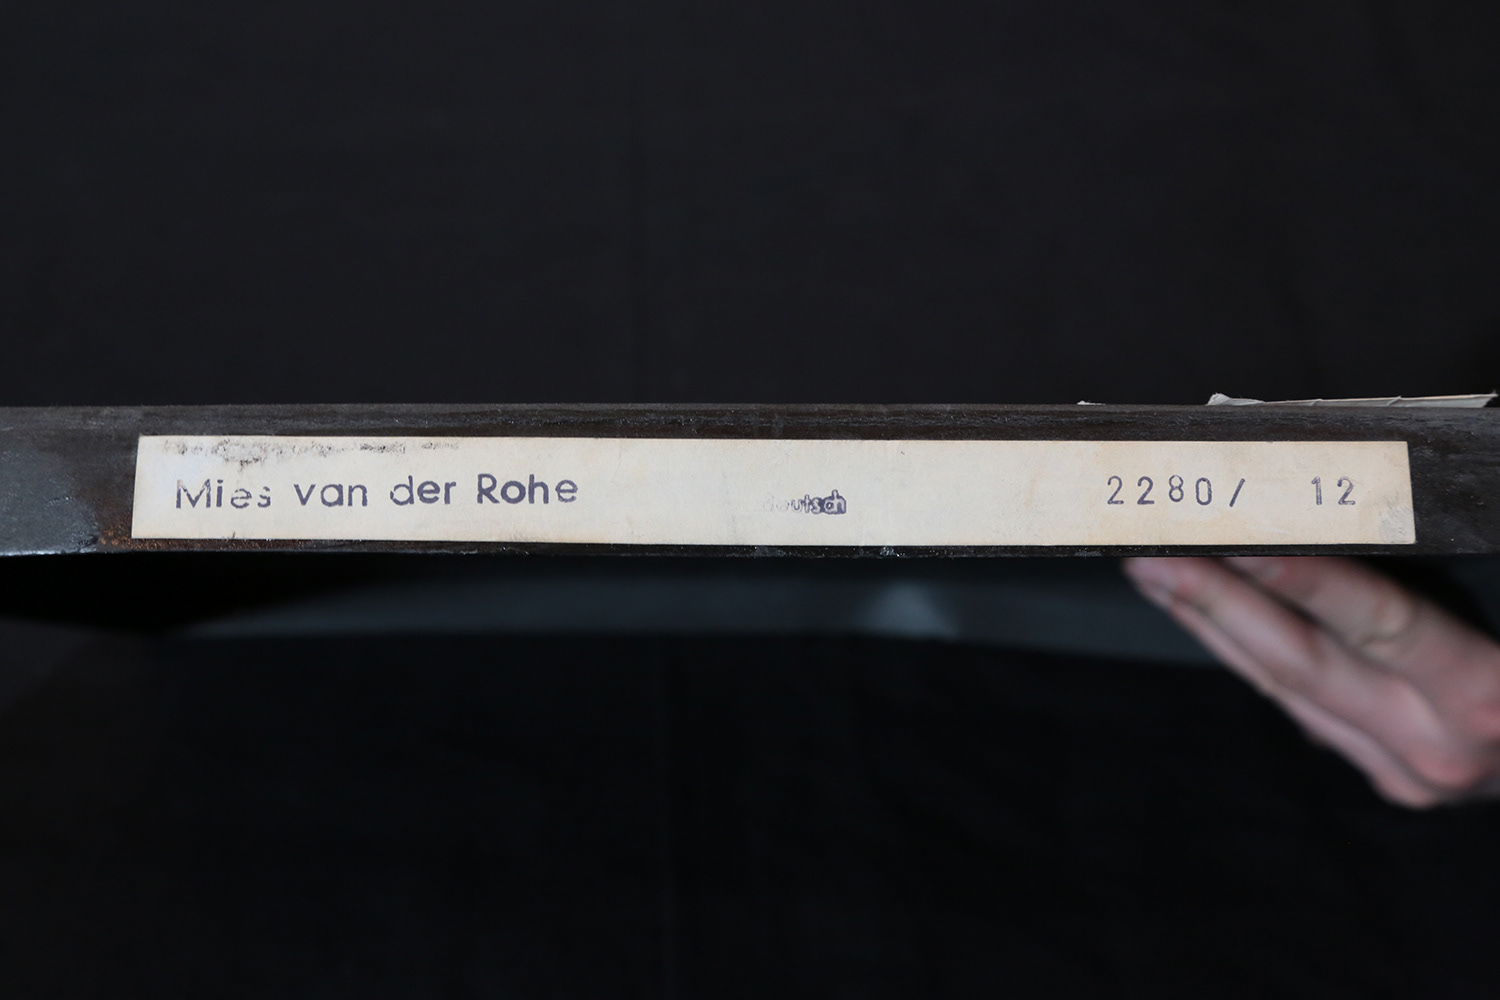 Mies van der Rohe deutsch 2280/ 12